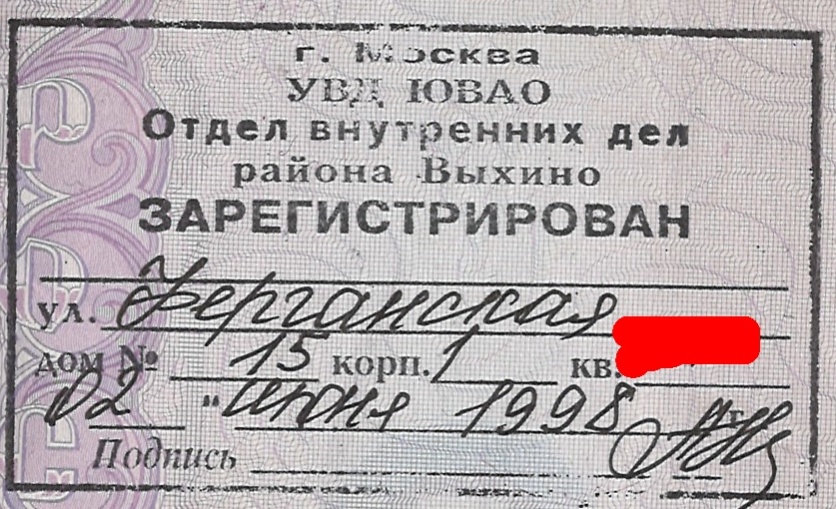 г. Москва
УВД ЮВАО
Отдел внутренних дел
района Выхино
ЗАРЕГИСТРИРОВАН
ул. Ферганская
дом № 15 корп. 1 кв.
02 " июня 1998 г.
Подпись